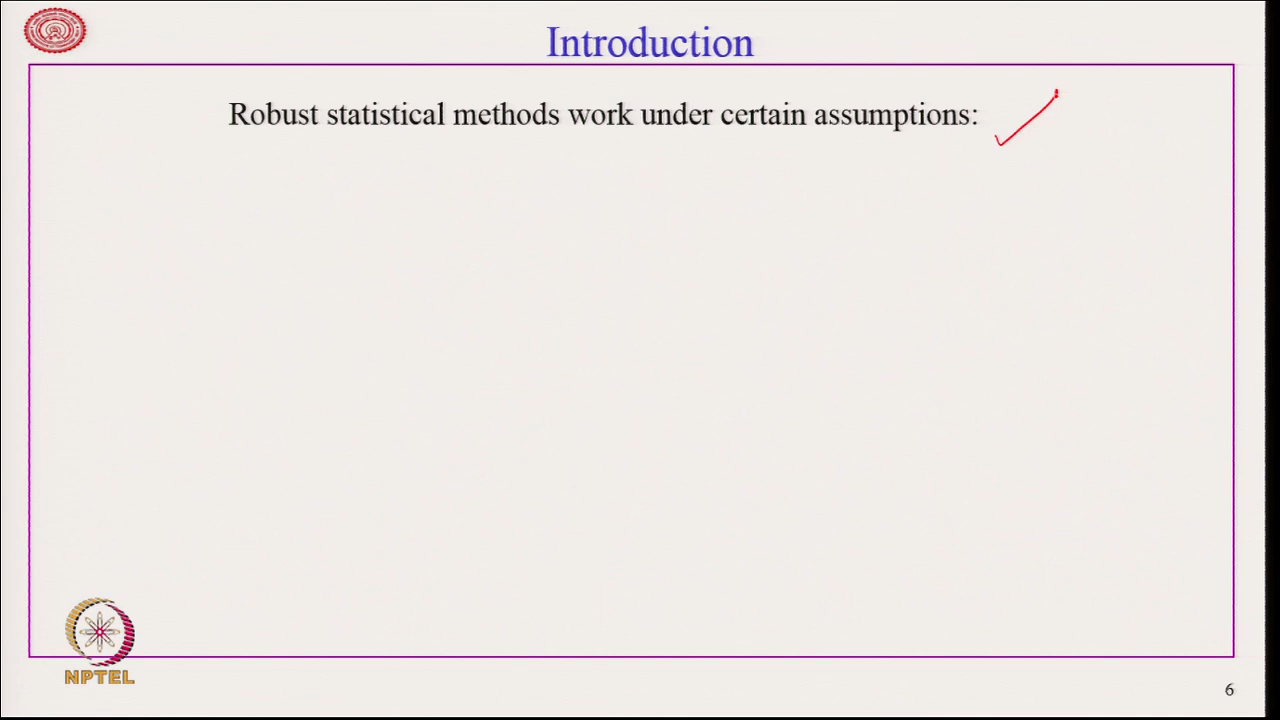 Introduction
Robust statistical methods work under certain assumptions:
NPTEL
6